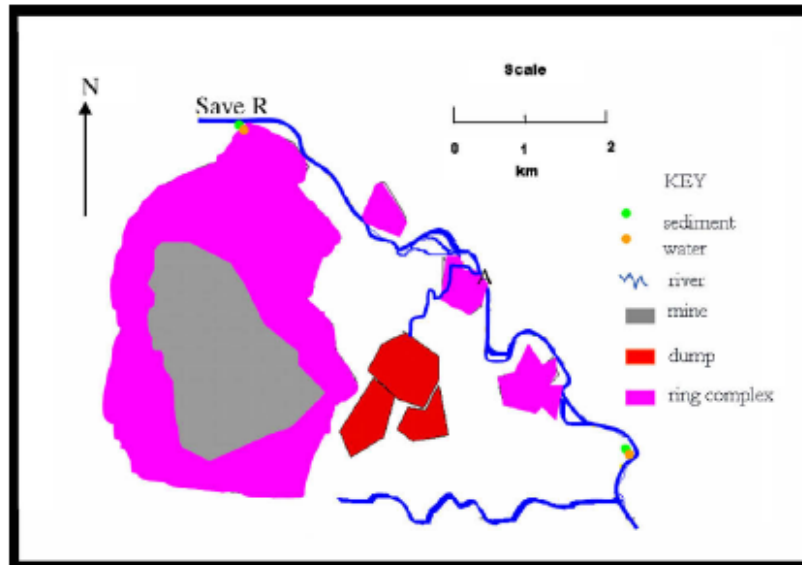 Scale
N
Save R
0 1 2
km
KEY
sediment
water
A
river
mine
dump
ring complex